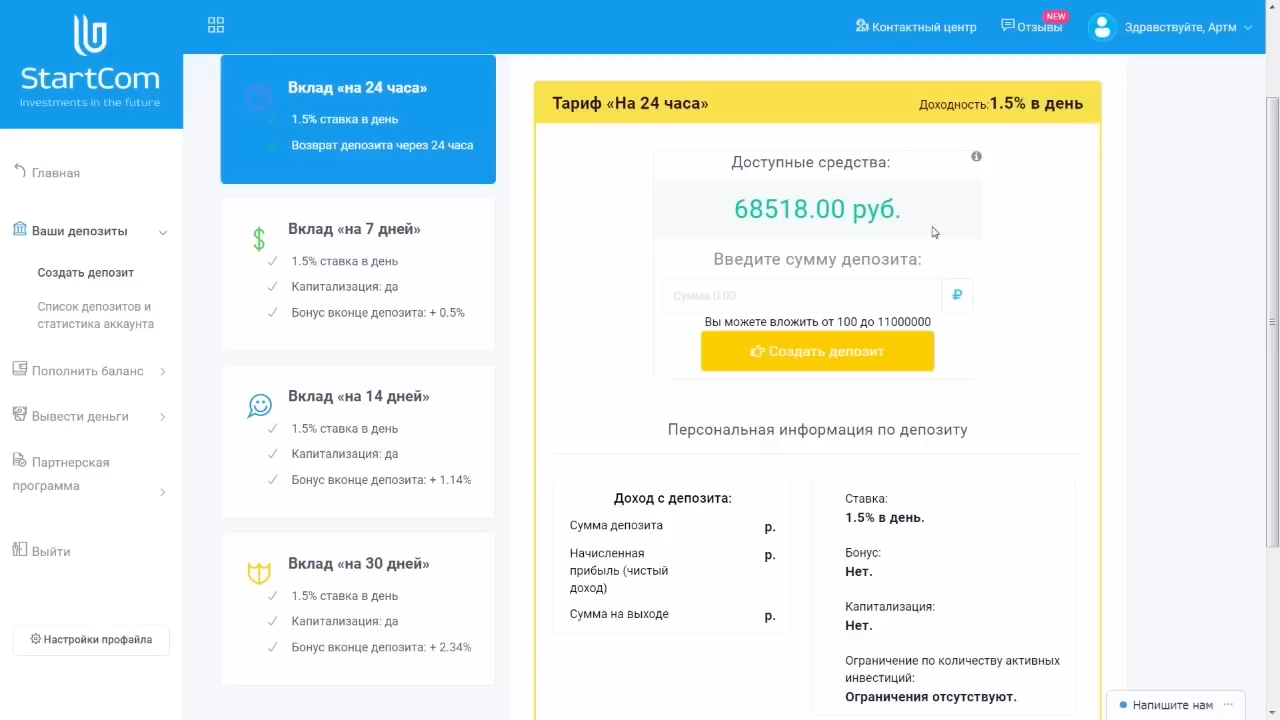 StartCom
Investments in the future
Контактный центр
Отзывы
NEW
Здравствуйте, Артм
Главная
Ваши депозиты
Создать депозит
Список депозитов и
статистика аккаунта
Пополнить баланс
Вывести деньги
Партнерская
программа
Выйти
Настройки профайла
Вклад «на 24 часа»
1.5% ставка в день
Возврат депозита через 24 часа
Вклад «на 7 дней»
1.5% ставка в день
Капитализация: да
Бонус вконце депозита: + 0.5%
Вклад «на 14 дней»
1.5% ставка в день
Капитализация: да
Бонус вконце депозита: + 1.14%
Вклад «на 30 дней»
1.5% ставка в день
Капитализация: да
Бонус вконце депозита: + 2.34%
Тариф «На 24 часа»
Доходность:1.5% в день
Доступные средства:
68518.00 руб.
Введите сумму депозита:
Сумма 0.00
₽
Вы можете вложить от 100 до 11000000
Создать депозит
Персональная информация по депозиту
Доход с депозита:
Сумма депозита р.
Начисленная р.
прибыль (чистый
доход)
Сумма на выходе р.
Ставка:
1.5% в день.
Бонус:
Нет.
Капитализация:
Нет.
Ограничение по количеству активных
инвестиций:
Ограничения отсутствуют.
Напишите нам